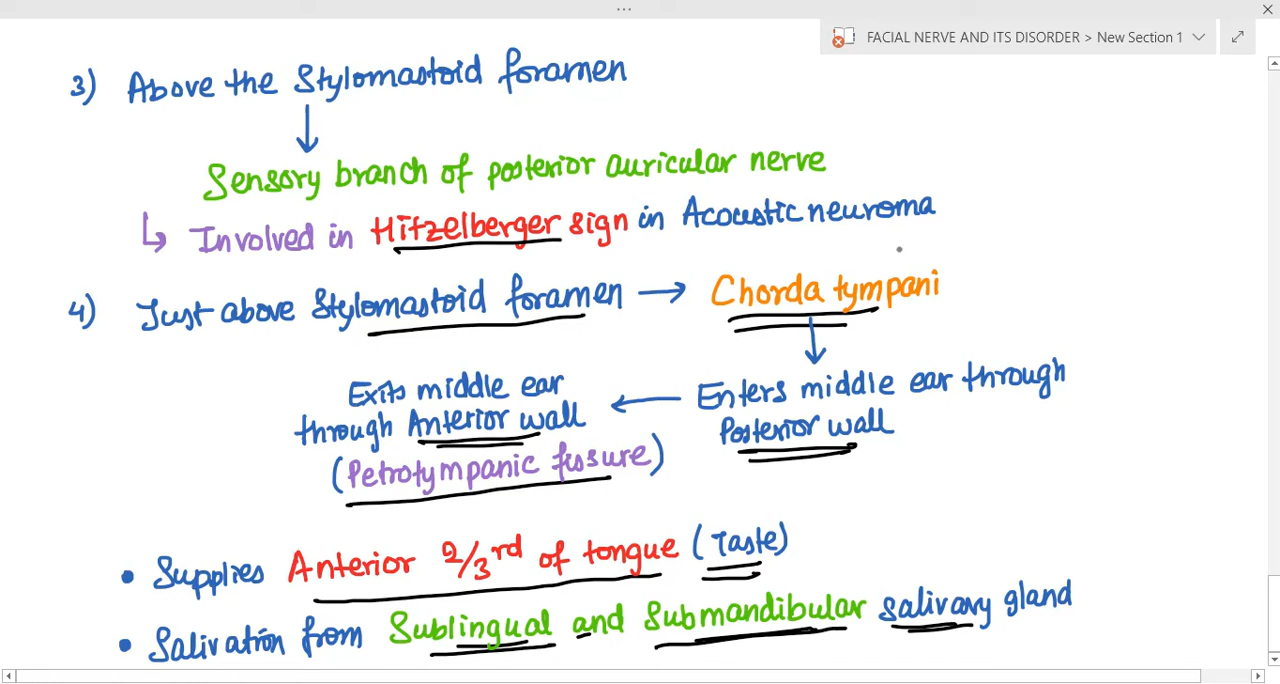 FACIAL NERVE AND ITS DISORDER > New Section 1
3) Above the Stylomastoid foramen
Sensory branch of posterior auricular nerve
Involved in Hitzelberger sign in Acoustic neuroma
4) Just above Stylomastoid foramen → Chorda tympani
Enters middle ear through
Posterior wall
Exits middle ear
through Anterior wall
(Petrotympanic fissure)
• Supplies Anterior 2/3rd of tongue (Taste)
• Salivation from Sublingual and Submandibular salivary gland